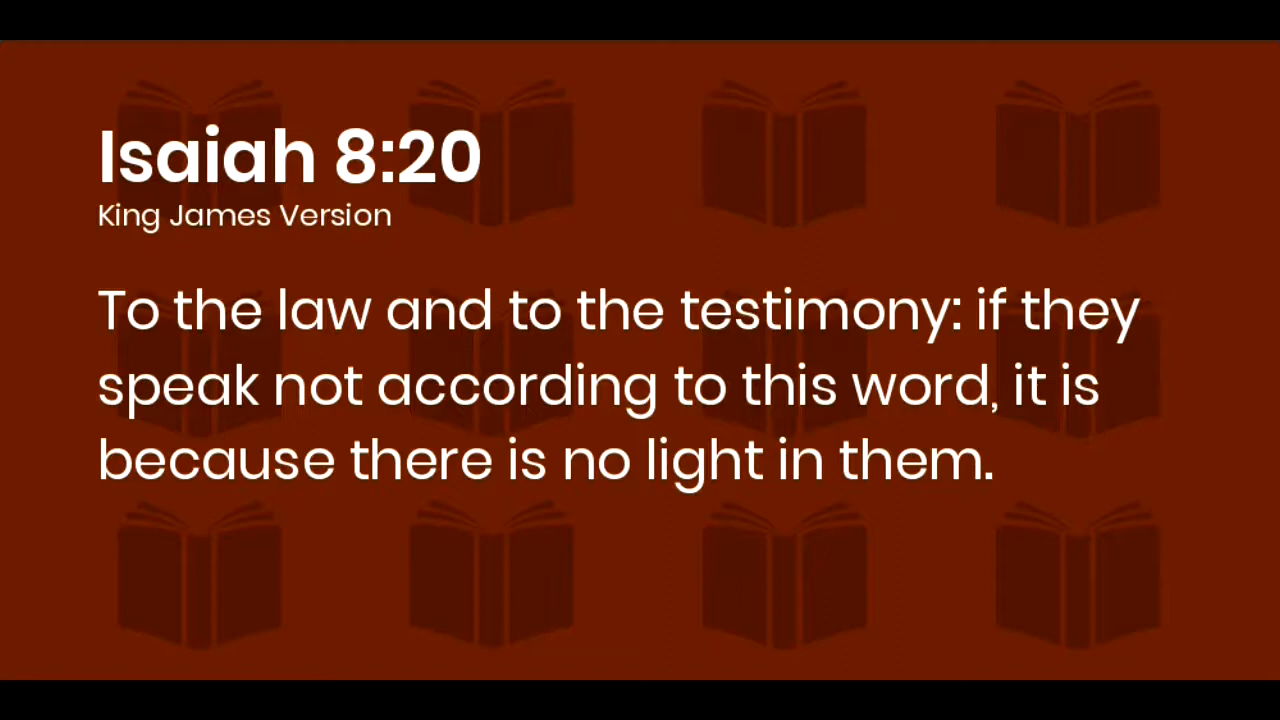 Isaiah 8:20
King James Version
To the law and to the testimony: if they
speak not according to this word, it is
because there is no light in them.